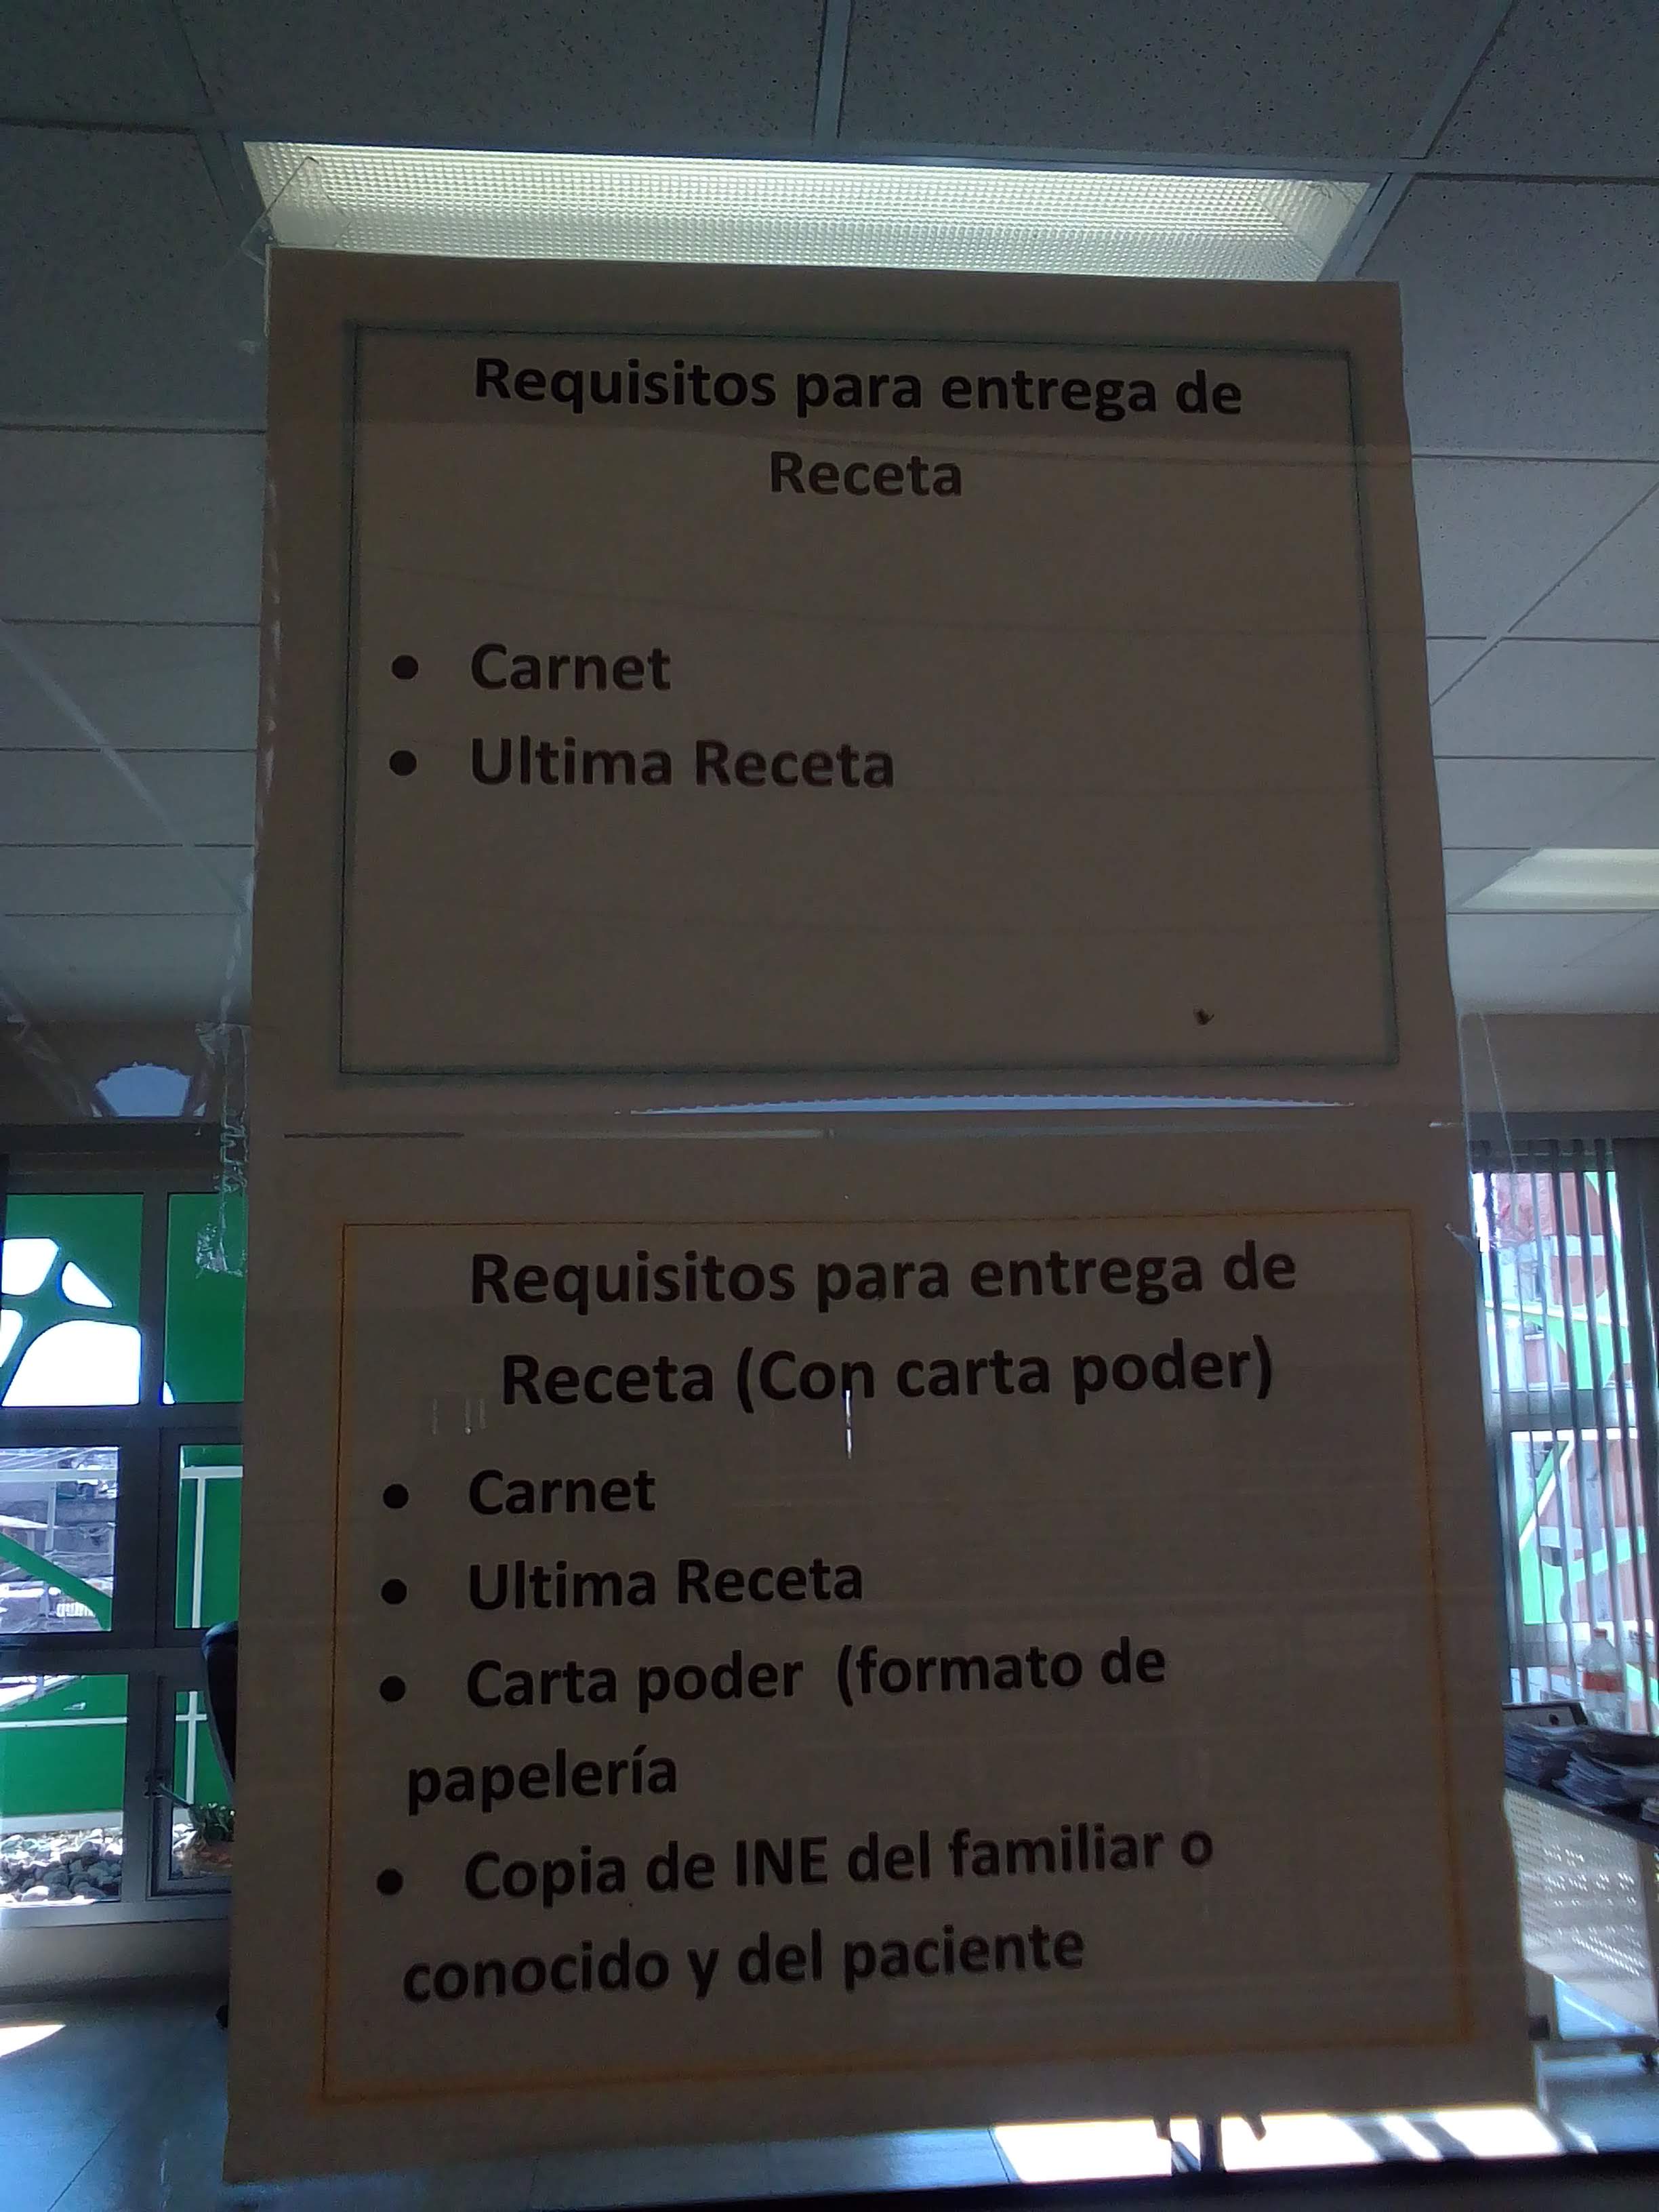 Requisitos para entrega de
Receta
• Carnet
• Ultima Receta
Requisitos para entrega de
Receta (Con carta poder)
• Carnet
• Ultima Receta
• Carta poder (formato de
papelería
• Copia de INE del familiar o
conocido y del paciente